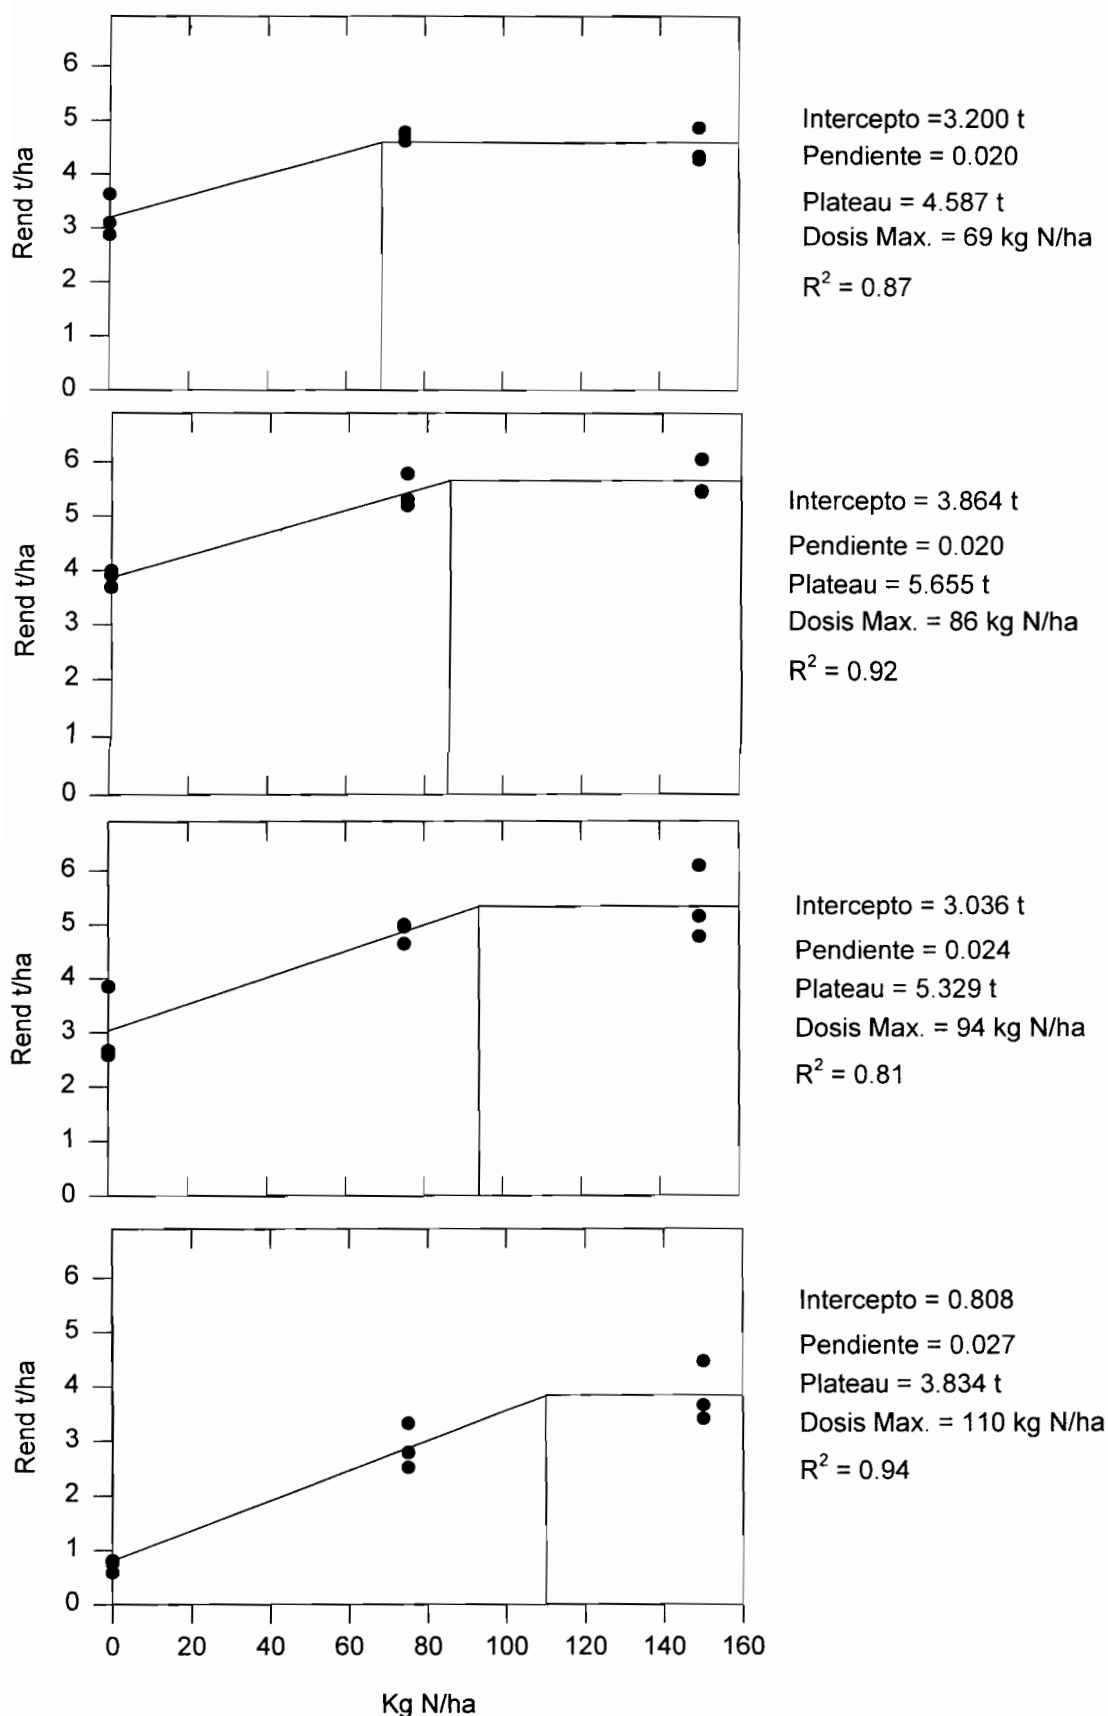 6
5
4
3
2
1
0
Rend t/ha
Intercepto =3.200 t
Pendiente = 0.020
Plateau = 4.587 t
Dosis Max. = 69 kg N/ha
R² = 0.87
6
5
4
3
2
1
0
Rend t/ha
Intercepto = 3.864 t
Pendiente = 0.020
Plateau = 5.655 t
Dosis Max. = 86 kg N/ha
R² = 0.92
6
5
4
3
2
1
0
Rend t/ha
Intercepto = 3.036 t
Pendiente = 0.024
Plateau = 5.329 t
Dosis Max. = 94 kg N/ha
R² = 0.81
6
5
4
3
2
1
0
Rend t/ha
Intercepto = 0.808
Pendiente = 0.027
Plateau = 3.834 t
Dosis Max. = 110 kg N/ha
R² = 0.94
0 20 40 60 80 100 120 140 160
Kg N/ha